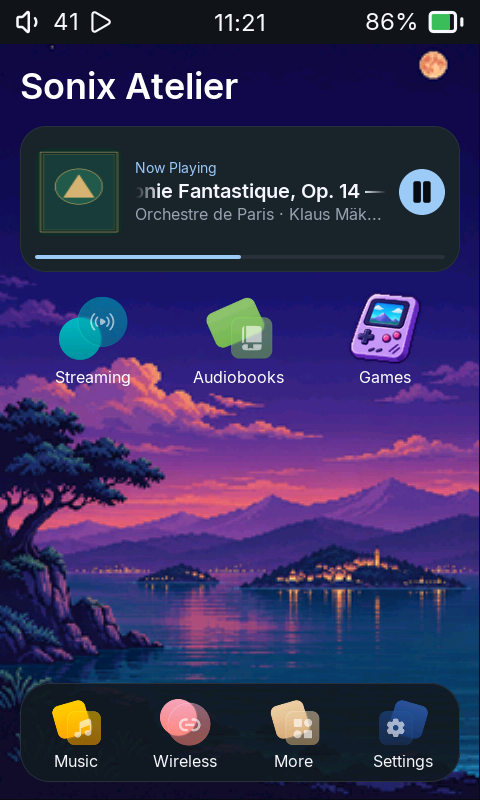 41
11:21
86%
Sonix Atelier
Now Playing
nie Fantastique, Op. 14 —
Orchestre de Paris · Klaus Mäk...
Streaming
Audiobooks
Games
Music
Wireless
More
Settings